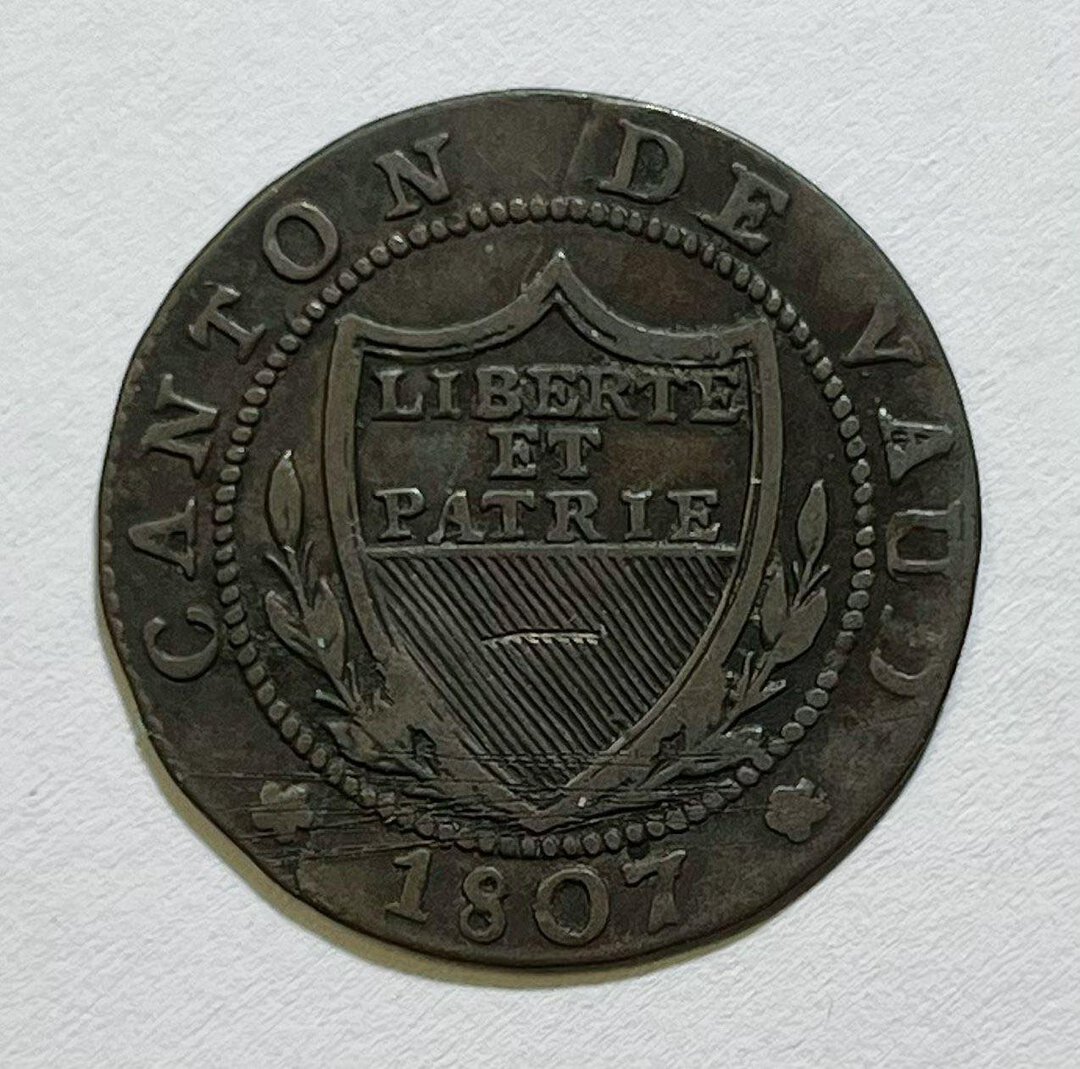 CANTON DE VAUD
LIBERTE
ET
PATRIE
1807